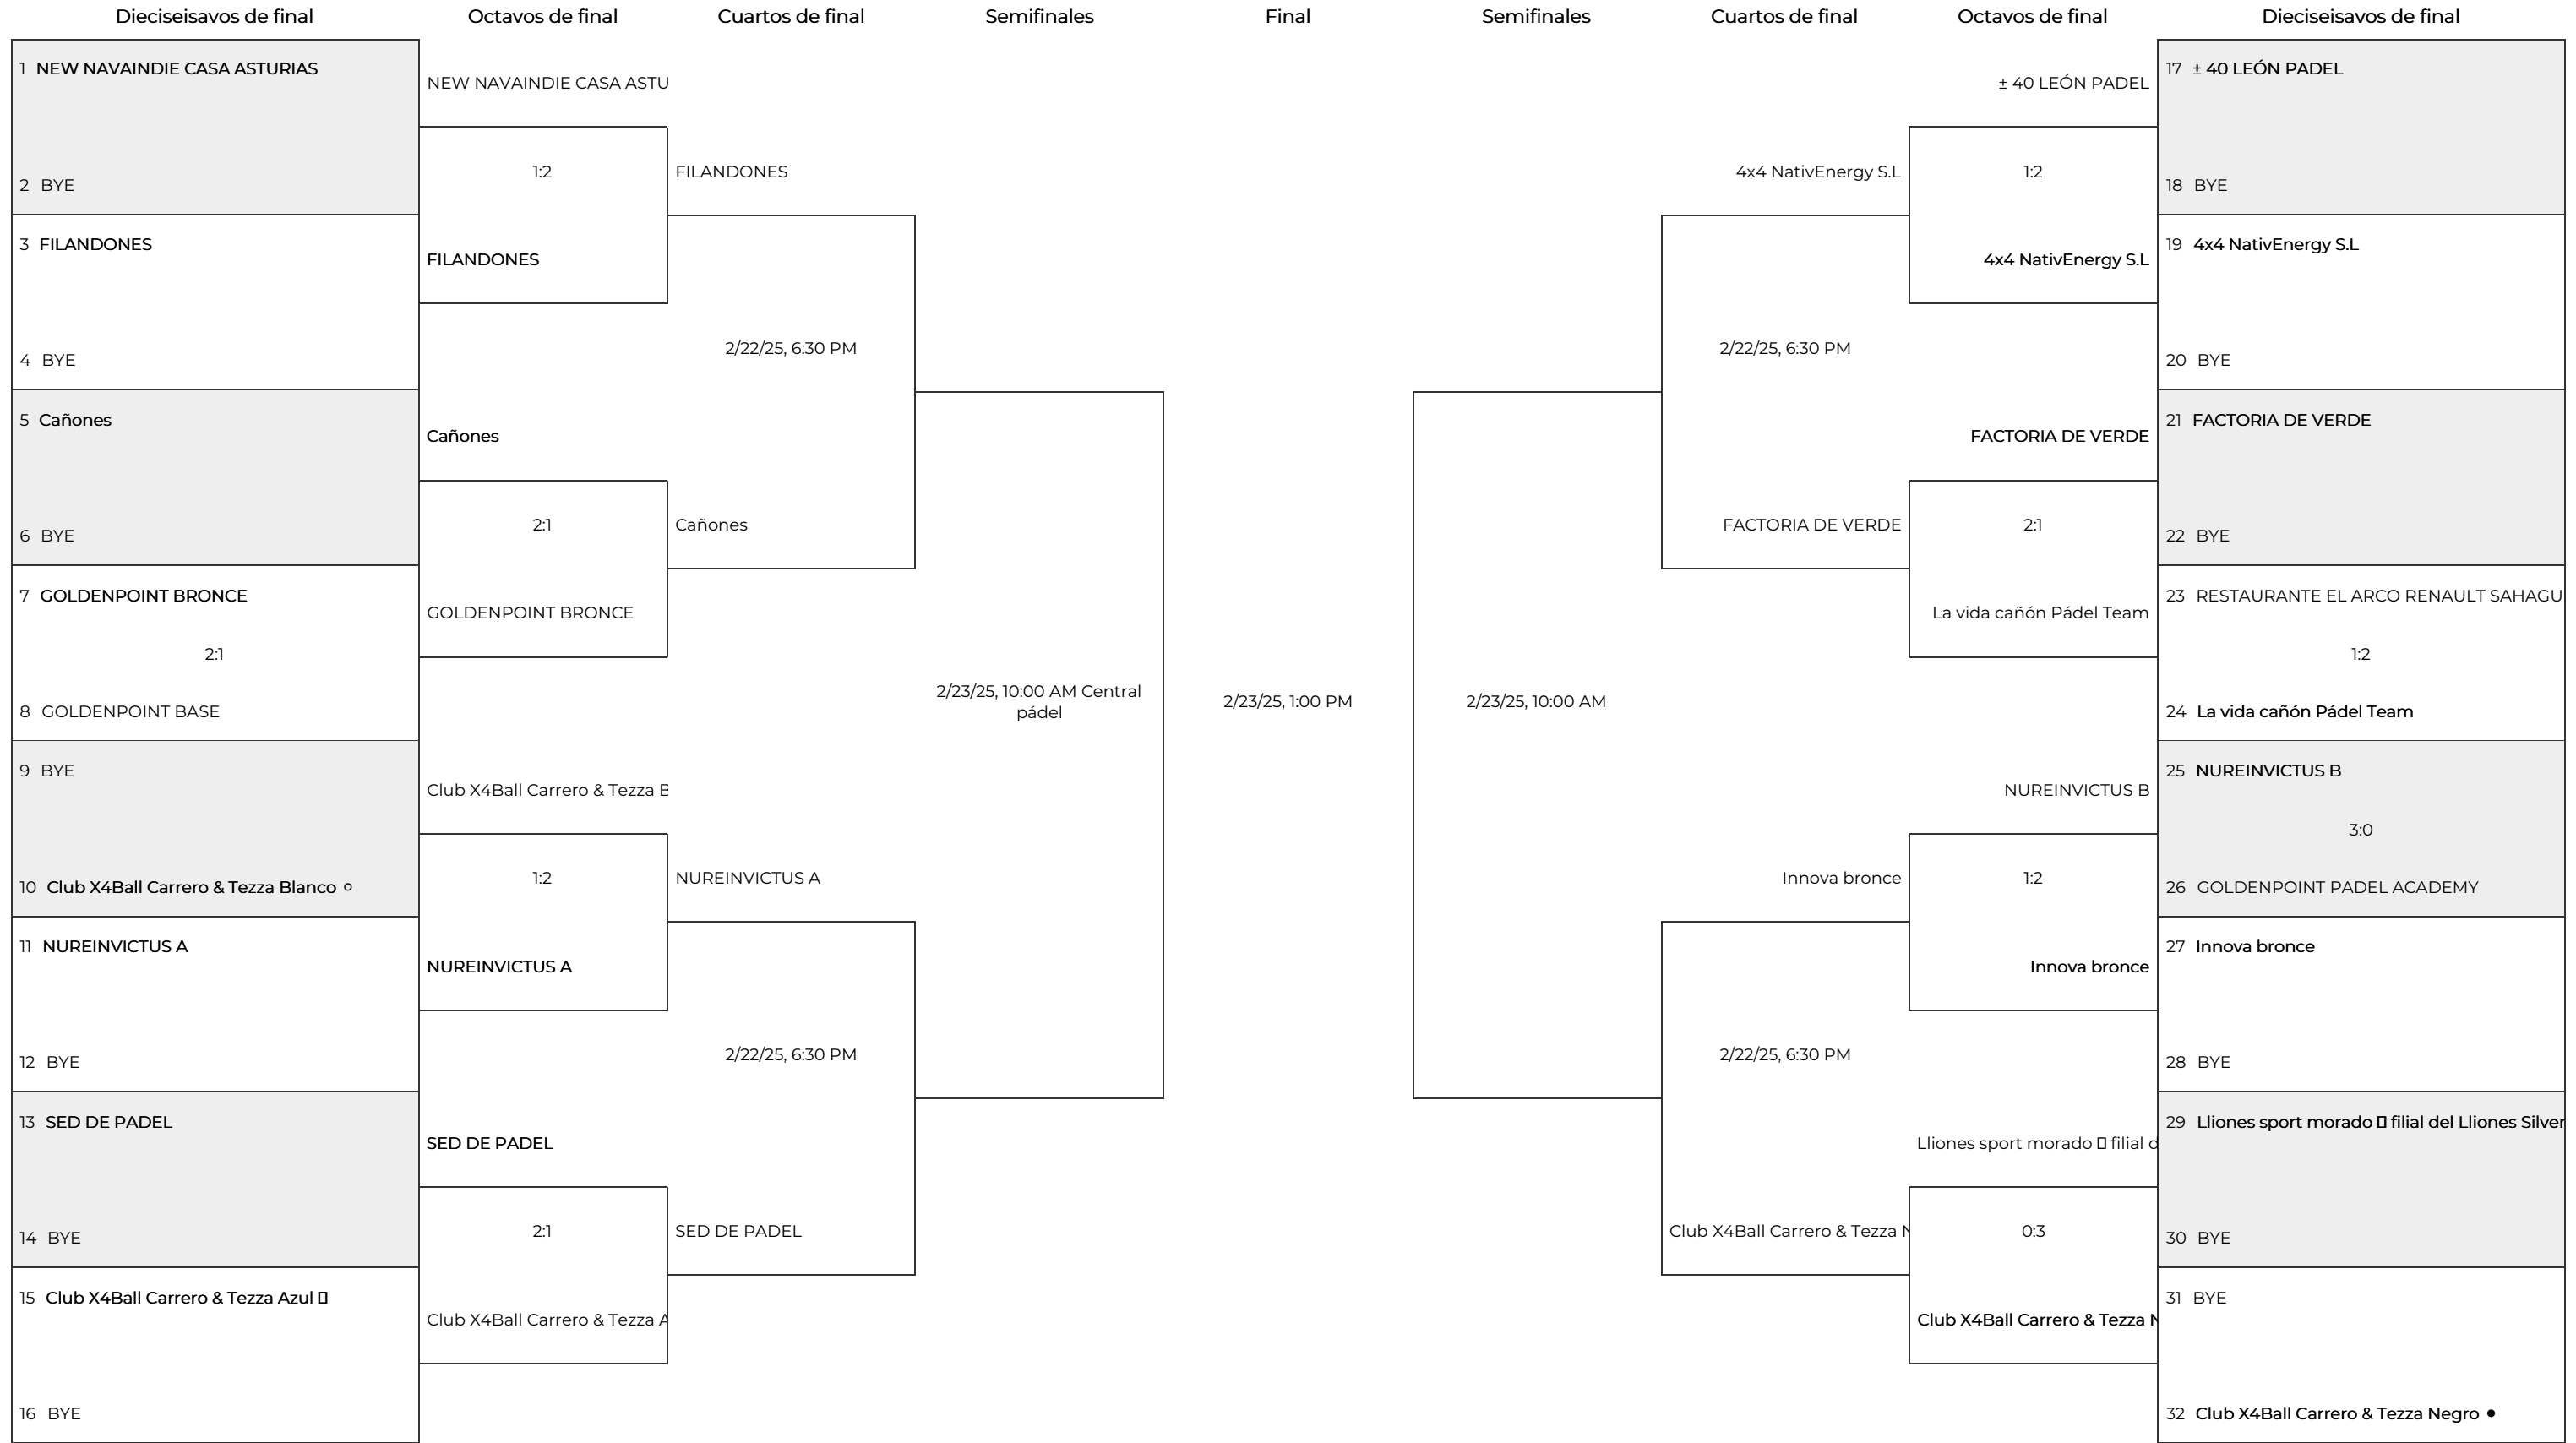 Dieciseisavos de final
Octavos de final
Cuartos de final
Semifinales
Final
Semifinales
Cuartos de final
Octavos de final
Dieciseisavos de final
1 NEW NAVAINDIE CASA ASTURIAS
2 BYE
3 FILANDONES
4 BYE
5 Cañones
6 BYE
7 GOLDENPOINT BRONCE
2:1
8 GOLDENPOINT BASE
9 BYE
10 Club X4Ball Carrero & Tezza Blanco ⚪
11 NUREINVICTUS A
12 BYE
13 SED DE PADEL
14 BYE
15 Club X4Ball Carrero & Tezza Azul
16 BYE
NEW NAVAINDIE CASA ASTU
1:2
FILANDONES
Cañones
2:1
GOLDENPOINT BRONCE
Club X4Ball Carrero & Tezza B
1:2
NUREINVICTUS A
SED DE PADEL
2:1
Club X4Ball Carrero & Tezza A
FILANDONES
2/22/25, 6:30 PM
Cañones
NUREINVICTUS A
2/22/25, 6:30 PM
SED DE PADEL
2/23/25, 10:00 AM Central
pádel
2/23/25, 1:00 PM
2/23/25, 10:00 AM
4x4 NativEnergy S.L
2/22/25, 6:30 PM
FACTORIA DE VERDE
Innova bronce
2/22/25, 6:30 PM
Club X4Ball Carrero & Tezza N
± 40 LEÓN PADEL
1:2
4x4 NativEnergy S.L
FACTORIA DE VERDE
2:1
La vida cañón Pádel Team
NUREINVICTUS B
1:2
Innova bronce
Lliones sport morado filial d
0:3
Club X4Ball Carrero & Tezza N
17 ± 40 LEÓN PADEL
18 BYE
19 4x4 NativEnergy S.L
20 BYE
21 FACTORIA DE VERDE
22 BYE
23 RESTAURANTE EL ARCO RENAULT SAHAGU
1:2
24 La vida cañón Pádel Team
25 NUREINVICTUS B
3:0
26 GOLDENPOINT PADEL ACADEMY
27 Innova bronce
28 BYE
29 Lliones sport morado filial del Lliones Silver
30 BYE
31 BYE
32 Club X4Ball Carrero & Tezza Negro ⚫